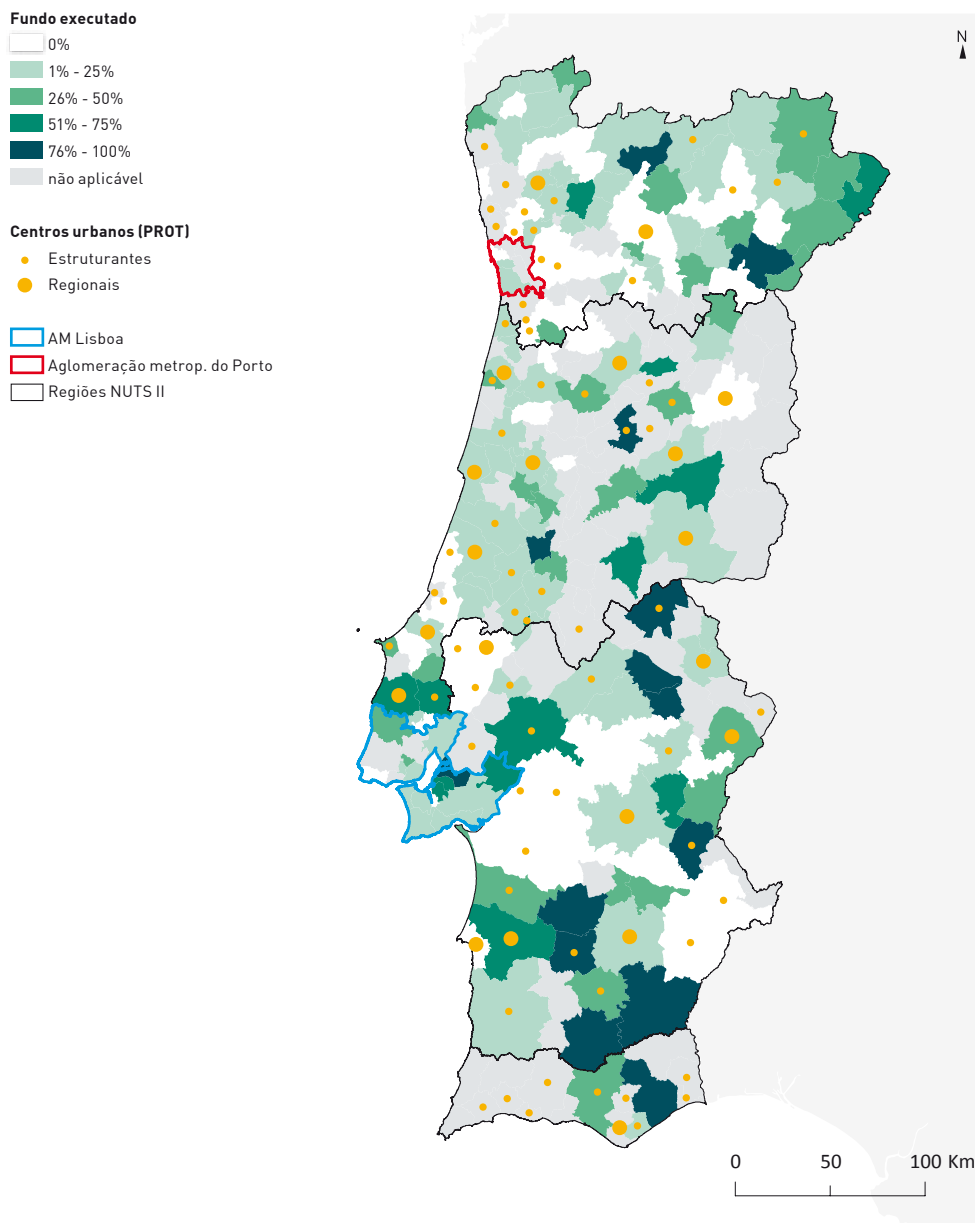 Fundo executado
0%
1% - 25%
26% - 50%
51% - 75%
76% - 100%
não aplicável
Centros urbanos (PROT)
Estruturantes
Regionais
AM Lisboa
Aglomeração metrop. do Porto
Regiões NUTS II
N
0 50 100 Km